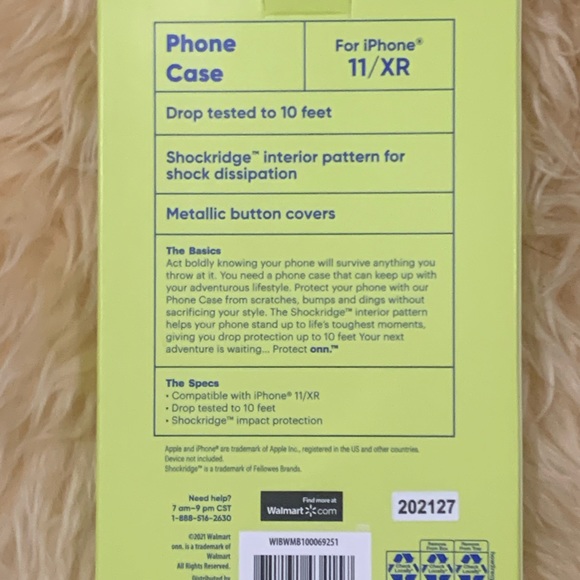 Phone
Case
For iPhone®
11/XR
Drop tested to 10 feet
Shockridge™ interior pattern for
shock dissipation
Metallic button covers
The Basics
Act boldly knowing your phone will survive anything you
throw at it. You need a phone case that can keep up with
your adventurous lifestyle. Protect your phone with our
Phone Case from scratches, bumps and dings without
sacrificing your style. The Shockridge™ interior pattern
helps your phone stand up to life's toughest moments,
giving you drop protection up to 10 feet Your next
adventure is waiting... Protect onn.™
The Specs
• Compatible with iPhone® 11/XR
• Drop tested to 10 feet
• Shockridge™ impact protection
Apple and iPhone® are trademark of Apple Inc., registered in the US and other countries.
Device not included.
Shockridge™ is a trademark of Fellowes Brands.
Need help?
7 am–9 pm CST
1-888-516-2630
Find more at
Walmart.com
202127
©2021 Walmart
onn. is a trademark of
Walmart
All Rights Reserved.
Distributed by
WIBWMB100069251
Check Locally
Check Locally
Check Locally